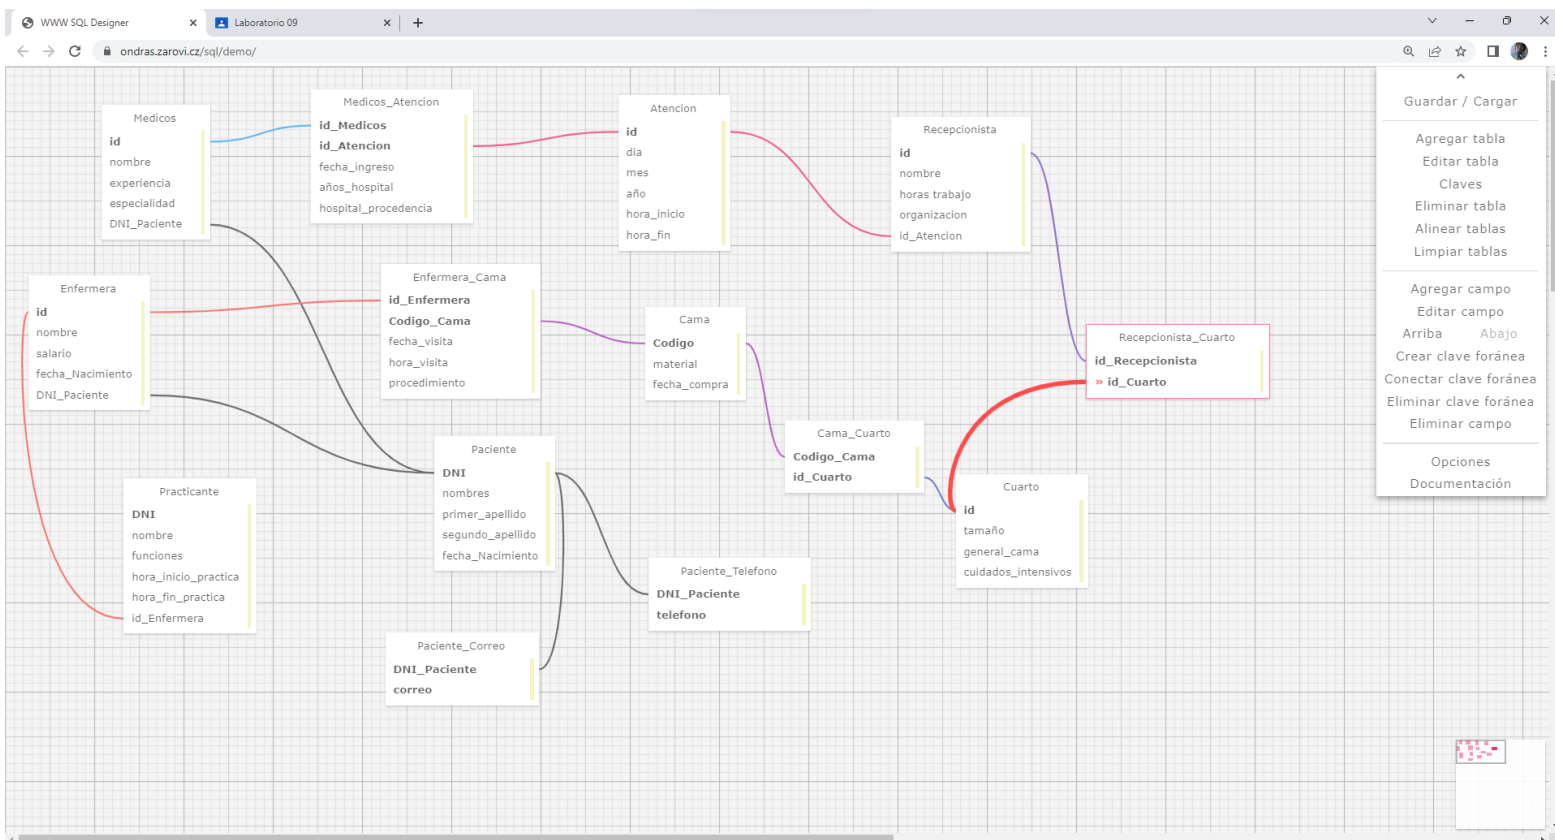 WWW SQL Designer
Laboratorio 09
ondras.zarovi.cz/sql/demo/
Medicos
id
nombre
experiencia
especialidad
DNI_Paciente
Medicos_Atencion
id_Medicos
id_Atencion
fecha_ingreso
años_hospital
hospital_procedencia
Atencion
id
dia
mes
año
hora_inicio
hora_fin
Recepcionista
id
nombre
horas trabajo
organizacion
id_Atencion
Enfermera
id
nombre
salario
fecha_Nacimiento
DNI_Paciente
Enfermera_Cama
id_Enfermera
Codigo_Cama
fecha_visita
hora_visita
procedimiento
Cama
Codigo
material
fecha_compra
Recepcionista_Cuarto
id_Recepcionista
» id_Cuarto
Cama_Cuarto
Codigo_Cama
id_Cuarto
Paciente
DNI
nombres
primer_apellido
segundo_apellido
fecha_Nacimiento
Cuarto
id
tamaño
general_cama
cuidados_intensivos
Practicante
DNI
nombre
funciones
hora_inicio_practica
hora_fin_practica
id_Enfermera
Paciente_Telefono
DNI_Paciente
telefono
Paciente_Correo
DNI_Paciente
correo
Guardar / Cargar
Agregar tabla
Editar tabla
Claves
Eliminar tabla
Alinear tablas
Limpiar tablas
Agregar campo
Editar campo
Arriba Abajo
Crear clave foránea
Conectar clave foránea
Eliminar clave foránea
Eliminar campo
Opciones
Documentación